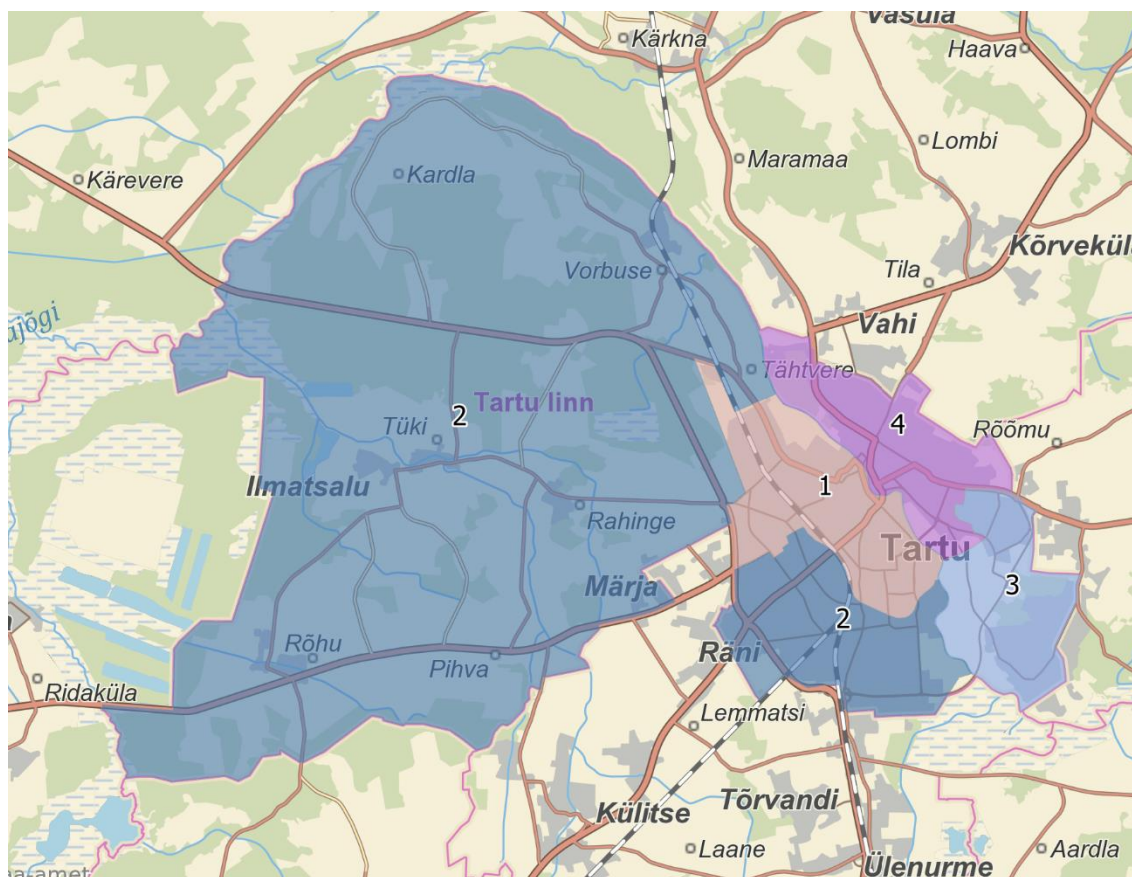 Vasula
Kärkna
Haava
Lombi
Maramaa
Kärevere
Kardla
Kõrveküla
Vorbuse
Tila
Vahi
Tähtvere
Tartu linn
2
4
Tüki
Rõõmu
Ilmatsalu
1
Rahinge
Tartu
Märja
3
2
Räni
Rõhu
Pihva
Ridaküla
Lemmatsi
Tõrvandi
Külitse
Laane
Aardla
Ülenurme